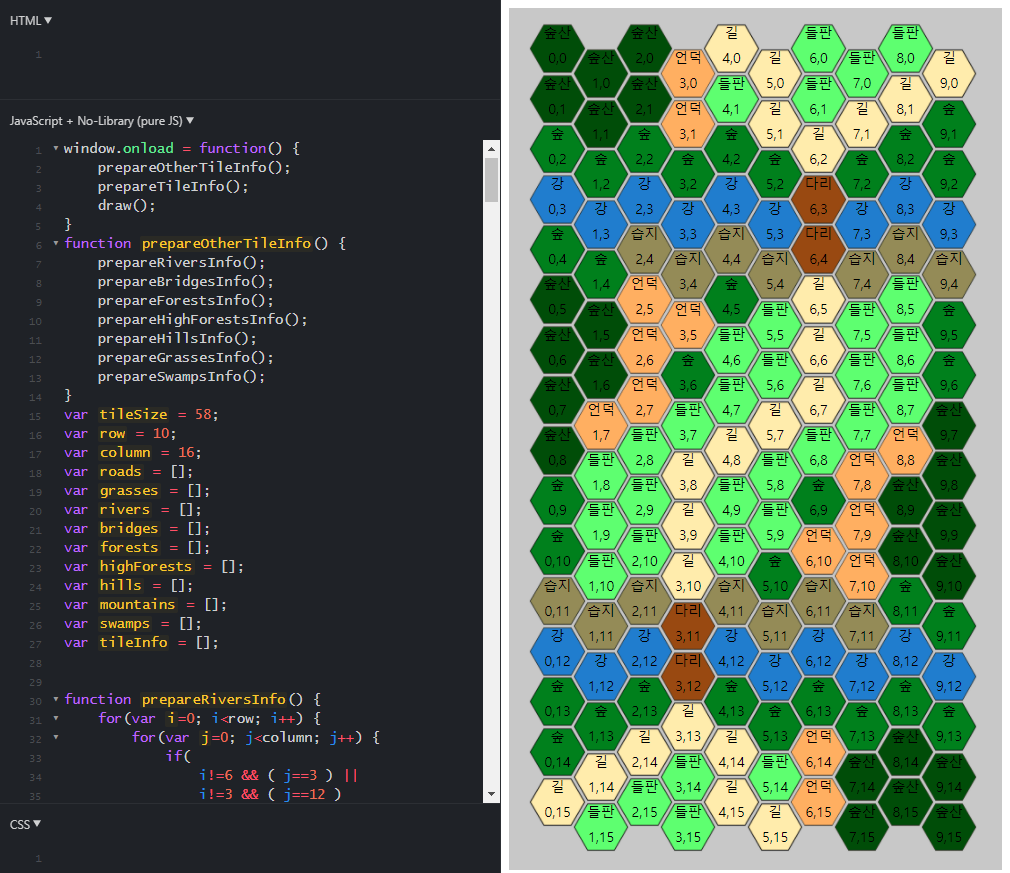 HTML ▼
1
JavaScript + No-Library (pure JS) ▼
1 window.onload = function() {
2 prepareOtherTileInfo();
3 prepareTileInfo();
4 draw();
5 }
6 function prepareOtherTileInfo() {
7 prepareRiversInfo();
8 prepareBridgesInfo();
9 prepareForestsInfo();
10 prepareHighForestsInfo();
11 prepareHillsInfo();
12 prepareGrassesInfo();
13 prepareSwampsInfo();
14 }
15 var tileSize = 58;
16 var row = 10;
17 var column = 16;
18 var roads = [];
19 var grasses = [];
20 var rivers = [];
21 var bridges = [];
22 var forests = [];
23 var highForests = [];
24 var hills = [];
25 var mountains = [];
26 var swamps = [];
27 var tileInfo = [];
28
29
30 function prepareRiversInfo() {
31 for(var i=0; i<row; i++) {
32 for(var j=0; j<column; j++) {
33 if(
34 i!=6 && ( j==3 ) ||
35 i!=3 && ( j==12 )
CSS ▼
1
숲산 숲산 길 들판 들판
0,0 숲산 2,0 언덕 4,0 길 6,0 들판 8,0 길
숲산 1,0 숲산 3,0 들판 5,0 들판 7,0 길 9,0
0,1 숲산 2,1 언덕 4,1 길 6,1 길 8,1 숲
숲 1,1 숲 3,1 숲 5,1 길 7,1 숲 9,1
0,2 숲 2,2 숲 4,2 숲 6,2 숲 8,2 숲
강 1,2 강 3,2 강 5,2 다리 7,2 강 9,2
0,3 강 2,3 강 4,3 강 6,3 강 8,3 강
숲 1,3 습지 3,3 습지 5,3 다리 7,3 습지 9,3
0,4 숲 2,4 습지 4,4 습지 6,4 습지 8,4 습지
숲산 1,4 언덕 3,4 숲 5,4 길 7,4 들판 9,4
0,5 숲산 2,5 언덕 4,5 들판 6,5 들판 8,5 숲
숲산 1,5 언덕 3,5 들판 5,5 길 7,5 들판 9,5
0,6 숲산 2,6 숲 4,6 들판 6,6 들판 8,6 숲
숲산 1,6 언덕 3,6 들판 5,6 길 7,6 들판 9,6
0,7 언덕 2,7 들판 4,7 길 6,7 들판 8,7 숲산
숲산 1,7 들판 3,7 길 5,7 들판 7,7 언덕 9,7
0,8 들판 2,8 길 4,8 들판 6,8 언덕 8,8 숲산
숲 1,8 들판 3,8 들판 5,8 숲 7,8 숲산 9,8
0,9 들판 2,9 길 4,9 들판 6,9 언덕 8,9 숲산
숲 1,9 들판 3,9 들판 5,9 언덕 7,9 숲산 9,9
0,10 들판 2,10 길 4,10 숲 6,10 언덕 8,10 숲산
습지 1,10 습지 3,10 습지 5,10 습지 7,10 숲 9,10
0,11 습지 2,11 다리 4,11 습지 6,11 습지 8,11 숲
강 1,11 강 3,11 강 5,11 강 7,11 강 9,11
0,12 강 2,12 다리 4,12 강 6,12 강 8,12 강
숲 1,12 숲 3,12 숲 5,12 숲 7,12 숲 9,12
0,13 숲 2,13 길 4,13 숲 6,13 숲 8,13 숲
숲 1,13 길 3,13 길 5,13 언덕 7,13 숲산 9,13
0,14 길 2,14 들판 4,14 들판 6,14 숲산 8,14 숲산
길 1,14 들판 3,14 길 5,14 언덕 7,14 숲산 9,14
0,15 들판 2,15 들판 4,15 길 6,15 숲산 8,15 숲산
1,15 3,15 5,15 7,15 9,15